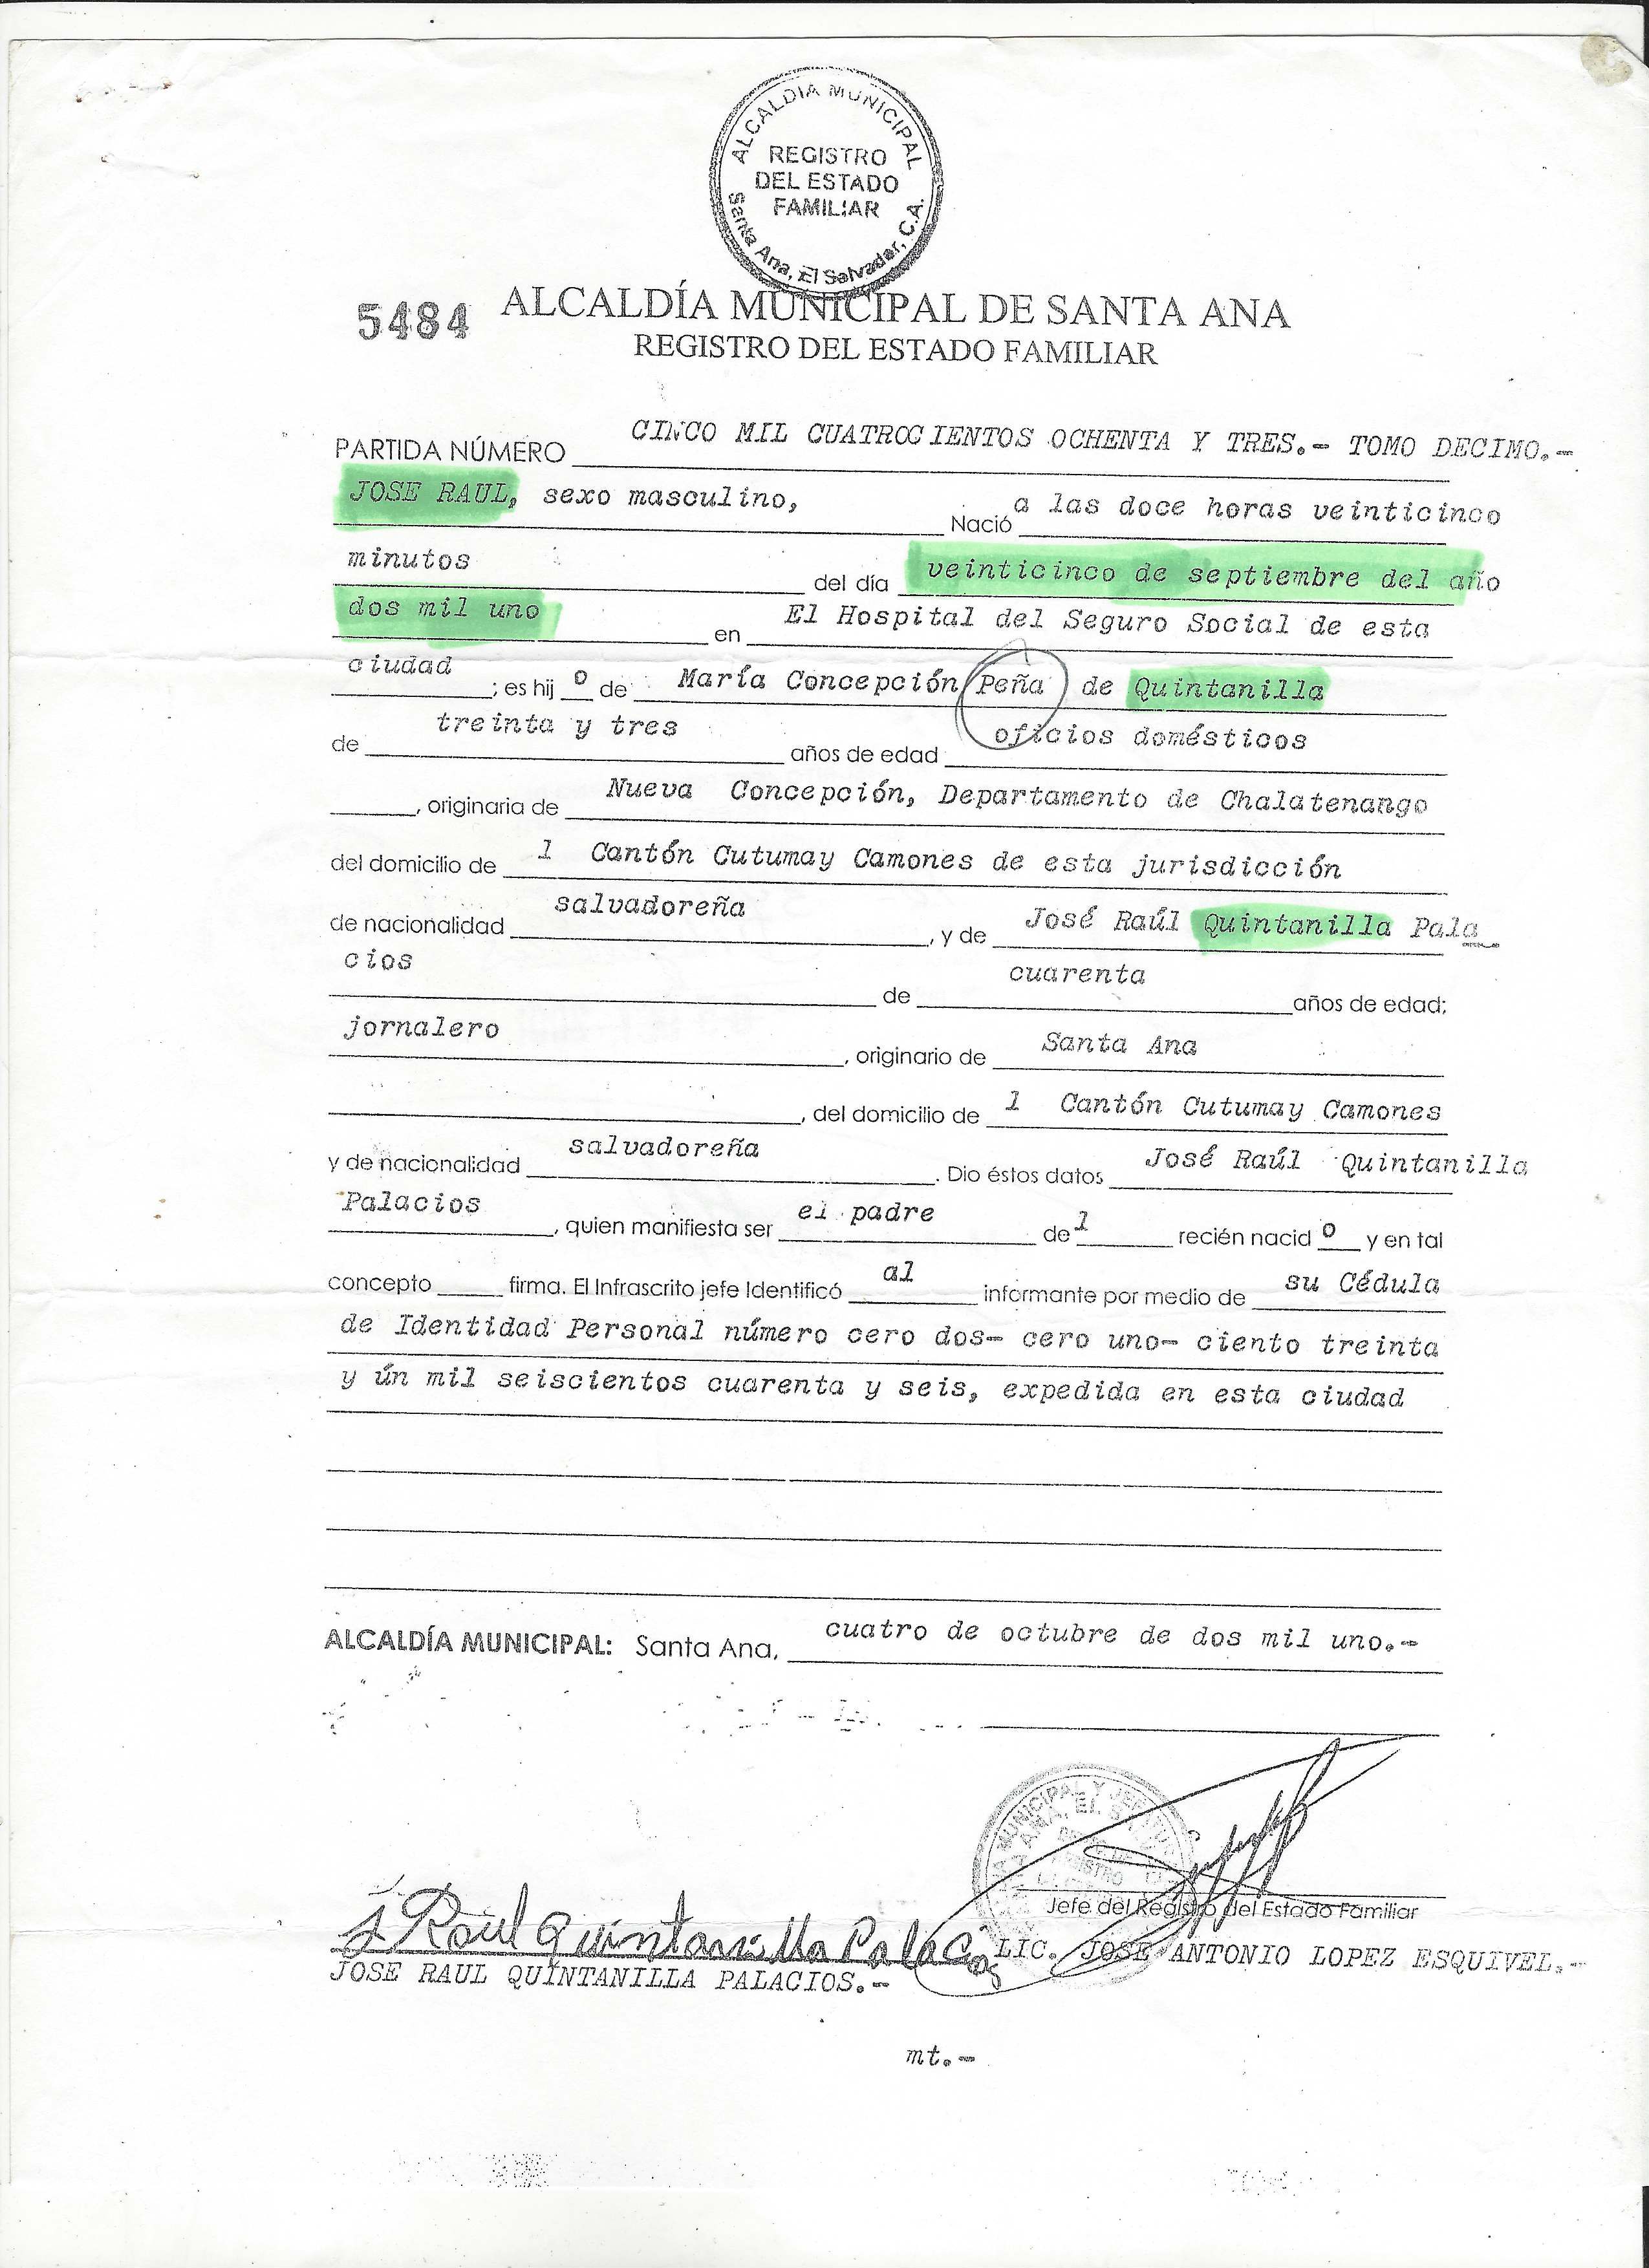 ALCALDIA MUNICIPAL
REGISTRO
DEL ESTADO
FAMILIAR
Santa Ana, El Salvador, C.A.
5484 ALCALDÍA MUNICIPAL DE SANTA ANA
REGISTRO DEL ESTADO FAMILIAR
PARTIDA NÚMERO CINCO MIL CUATROCIENTOS OCHENTA Y TRES.- TOMO DECIMO.-
JOSE RAUL, sexo masculino, Nació a las doce horas veinticinco
minutos del día veinticinco de septiembre del año
dos mil uno en El Hospital del Seguro Social de esta
ciudad ; es hij o de María Concepción Peña de Quintanilla
de treinta y tres años de edad oficios domésticos
, originaria de Nueva Concepción, Departamento de Chalatenango
del domicilio de l Cantón Cutumay Camones de esta jurisdicción
de nacionalidad salvadoreña , y de José Raúl Quintanilla Pala
cios de cuarenta años de edad;
jornalero , originario de Santa Ana
, del domicilio de l Cantón Cutumay Camones
y de nacionalidad salvadoreña . Dio éstos datos José Raúl Quintanilla
Palacios , quien manifiesta ser el padre de l recién nacid o y en tal
concepto firma. El Infrascrito jefe Identificó al informante por medio de su Cédula
de Identidad Personal número cero dos- cero uno- ciento treinta
y ún mil seiscientos cuarenta y seis, expedida en esta ciudad
ALCALDÍA MUNICIPAL: Santa Ana, cuatro de octubre de dos mil uno.-
MUNICIPAL Y
Jefe del Registro del Estado Familiar
J Raul Quintanilla Palacios LIC. JOSE ANTONIO LOPEZ ESQUIVEL.-
JOSE RAUL QUINTANILLA PALACIOS.-
mt.-